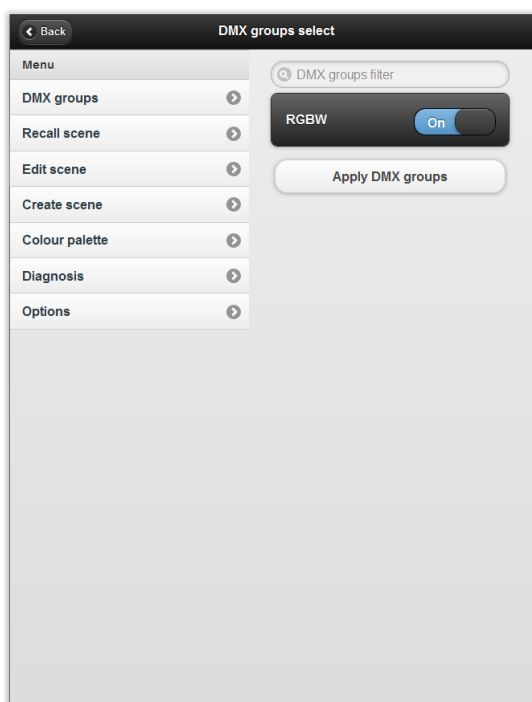 Back
DMX groups select
Menu
DMX groups
Recall scene
Edit scene
Create scene
Colour palette
Diagnosis
Options
DMX groups filter
RGBW
On
Apply DMX groups